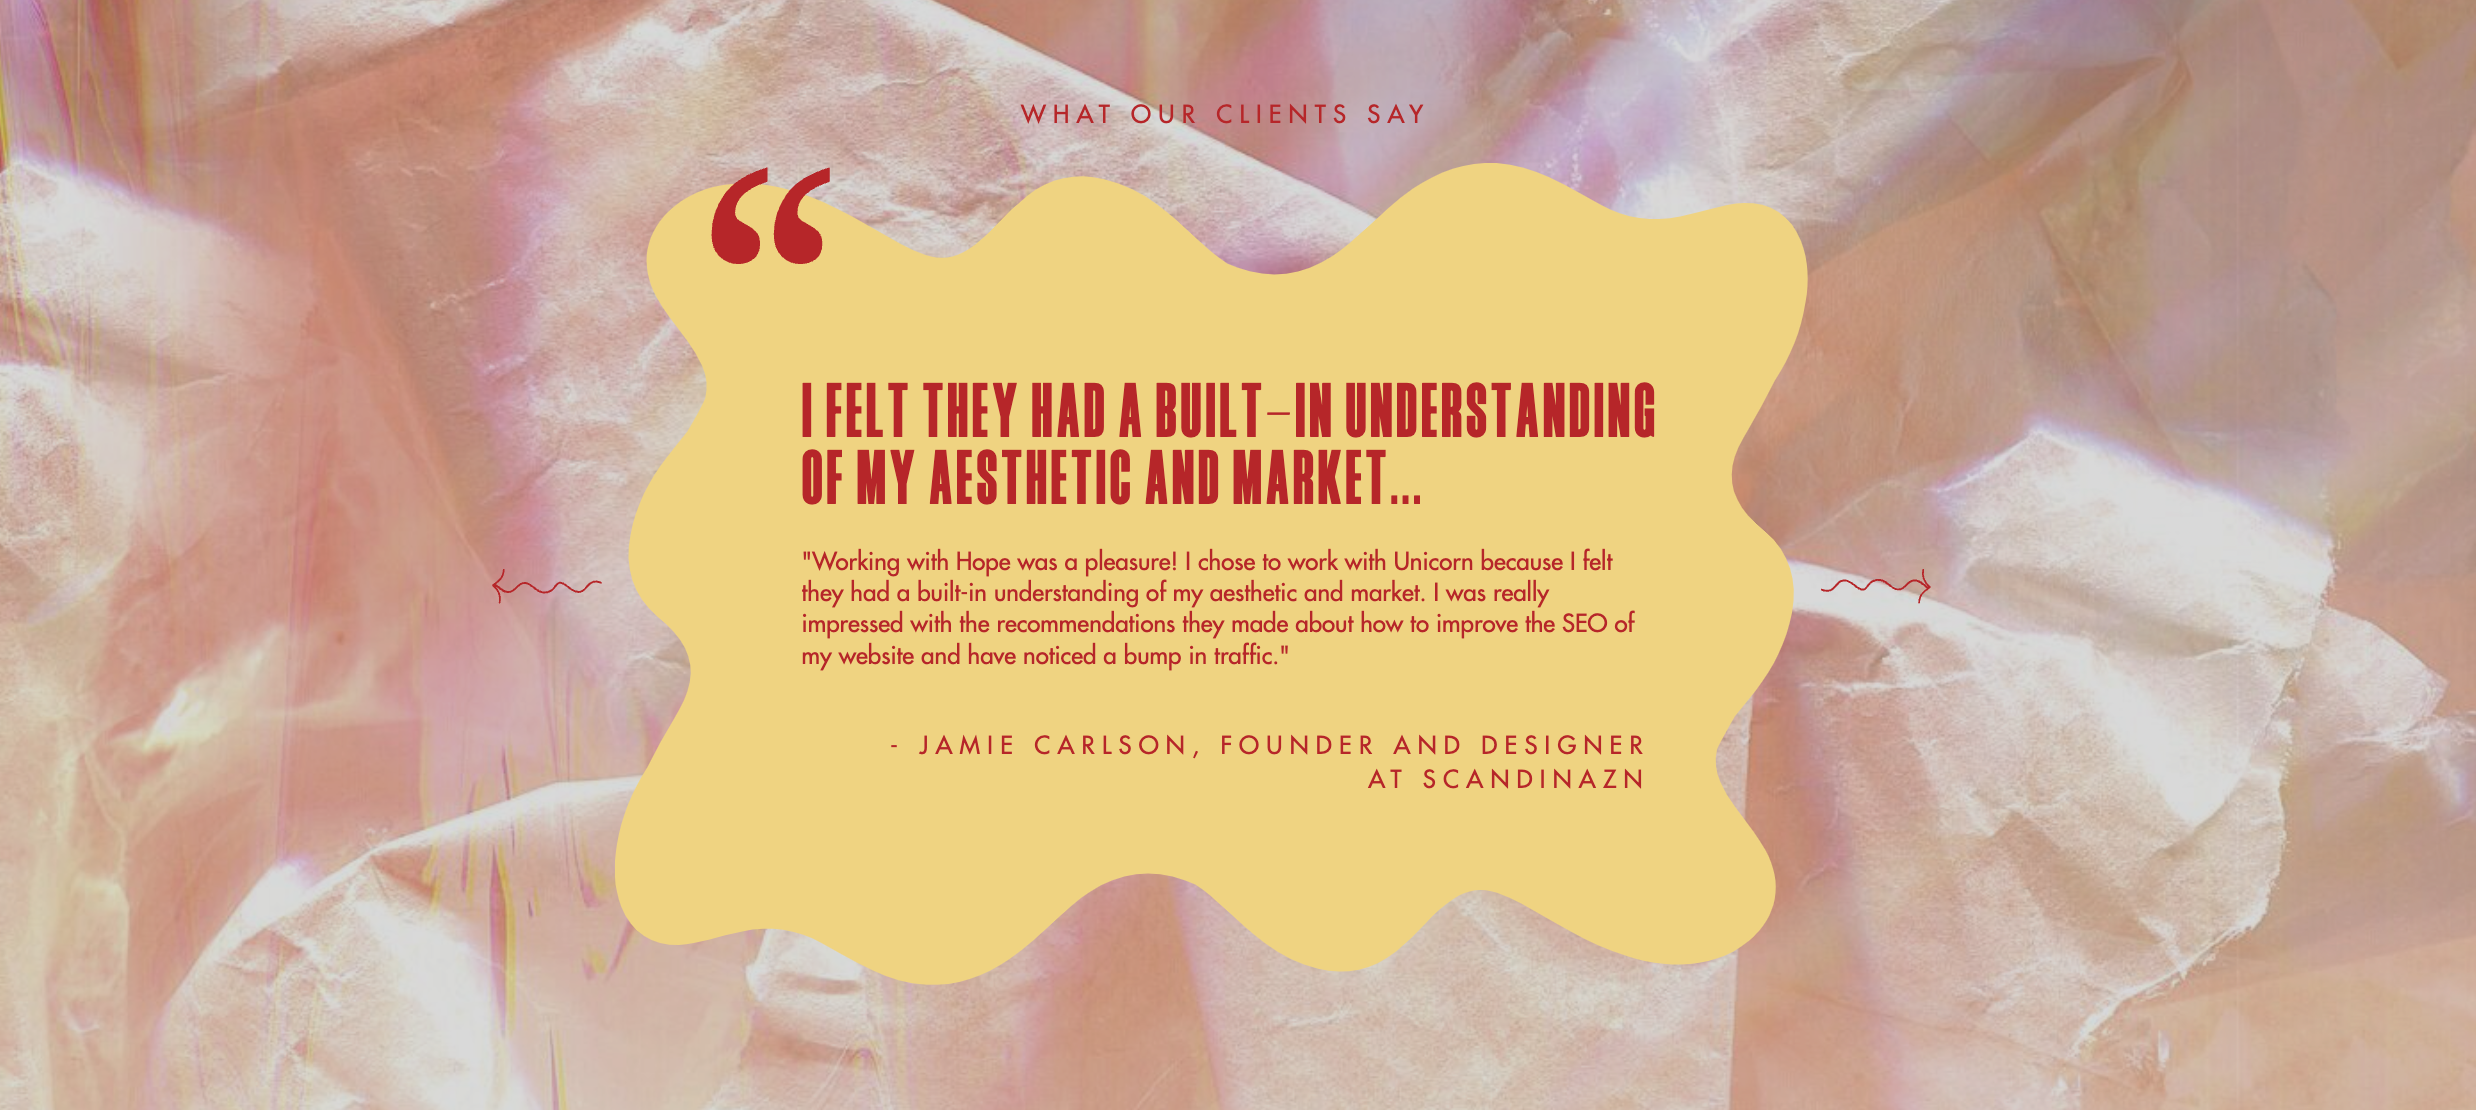 WHAT OUR CLIENTS SAY
“
I FELT THEY HAD A BUILT-IN UNDERSTANDING
OF MY AESTHETIC AND MARKET...
"Working with Hope was a pleasure! I chose to work with Unicorn because I felt
they had a built-in understanding of my aesthetic and market. I was really
impressed with the recommendations they made about how to improve the SEO of
my website and have noticed a bump in traffic."
- JAMIE CARLSON, FOUNDER AND DESIGNER
AT SCANDINAZN